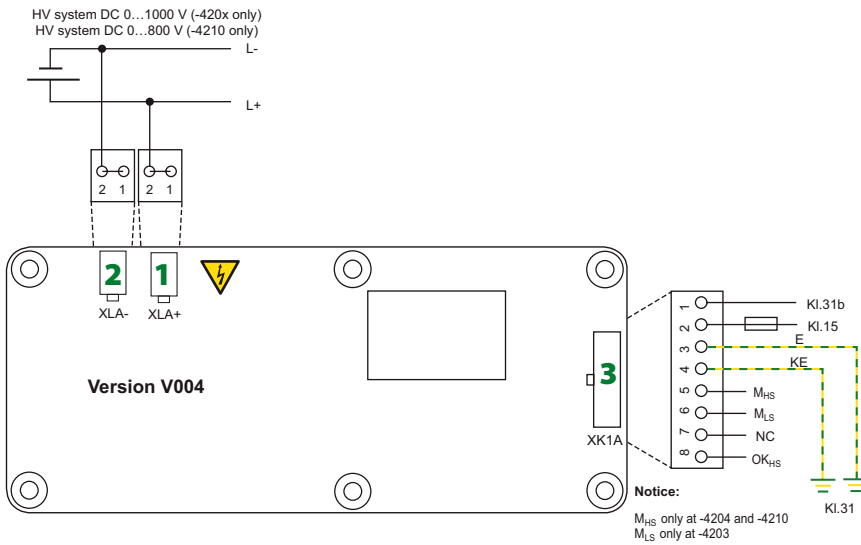 HV system DC 0...1000 V (-420x only)
HV system DC 0...800 V (-4210 only)
L-
L+
2 1
2 1
2
1
XLA-
XLA+
Version V004
3
XK1A
1
2
3
4
5
6
7
8
Kl.31b
Kl.15
E
KE
MHS
MLS
NC
OKHS
Kl.31
Notice:
MHS only at -4204 and -4210
MLS only at -4203